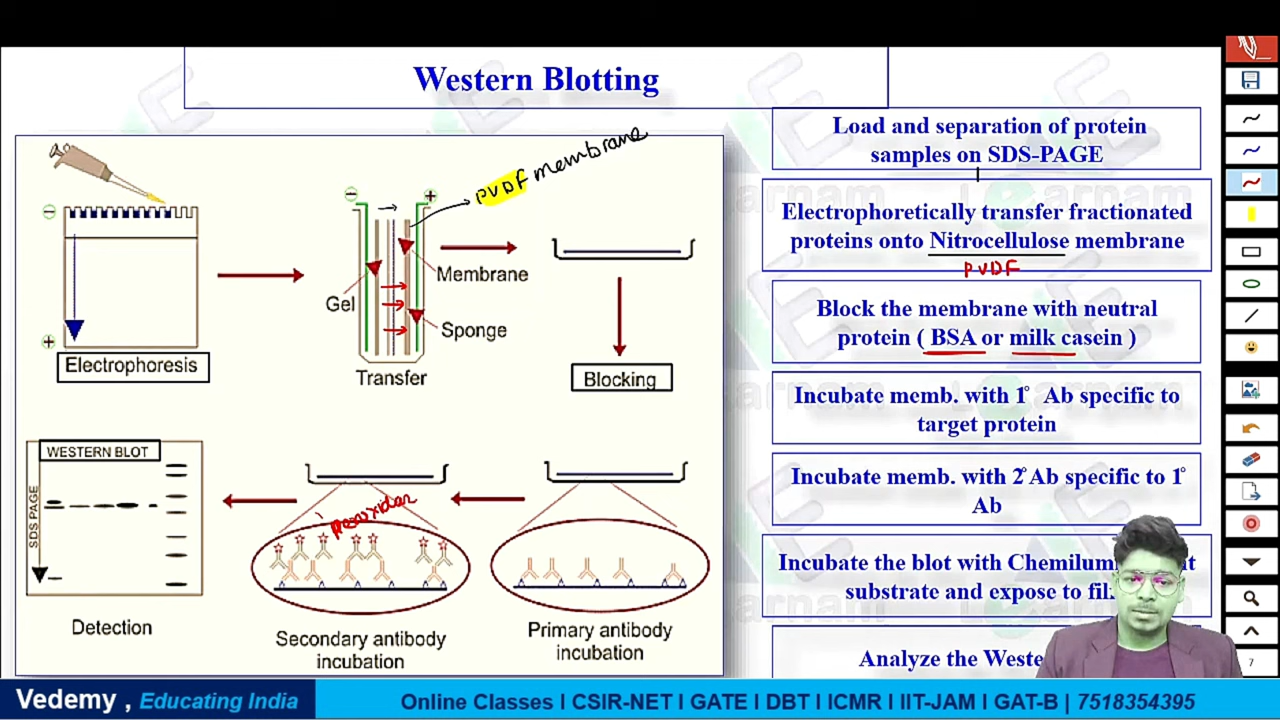 Western Blotting
PVDF membrane
Membrane
Gel
Sponge
Electrophoresis
Transfer
Blocking
WESTERN BLOT
SDS PAGE
Detection
Secondary antibody
incubation
Primary antibody
incubation
Load and separation of protein
samples on SDS-PAGE
Electrophoretically transfer fractionated
proteins onto Nitrocellulose membrane
PVDF
Block the membrane with neutral
protein ( BSA or milk casein )
Incubate memb. with 1° Ab specific to
target protein
Incubate memb. with 2° Ab specific to 1°
Ab
Incubate the blot with
substrate and expose to
Analyze the
7
Vedemy , Educating India
Online Classes I CSIR-NET I GATE I DBT I ICMR I IIT-JAM I GAT-B I 7518354395